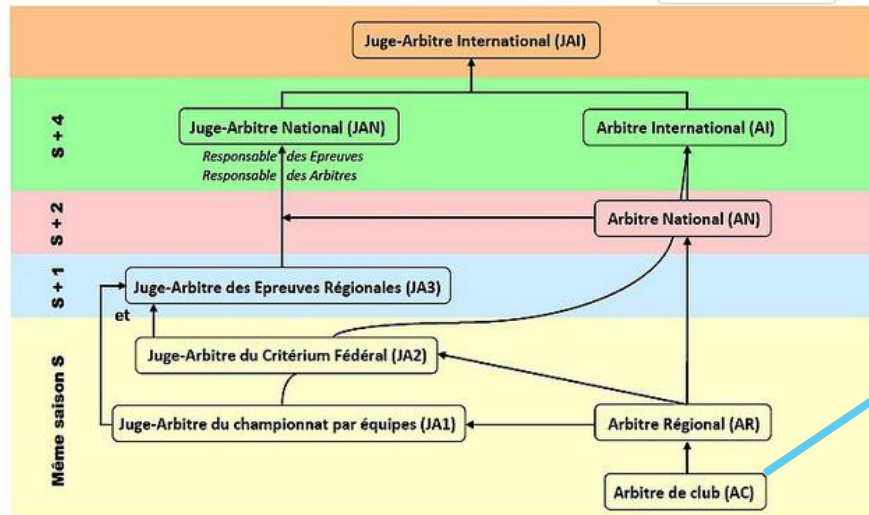 Juge-Arbitre International (JAI)
S + 4
Juge-Arbitre National (JAN)
Arbitre International (AI)
Responsable des Epreuves
Responsable des Arbitres
S + 2
Arbitre National (AN)
S + 1
Juge-Arbitre des Epreuves Régionales (JA3)
et
Même saison S
Juge-Arbitre du Critérium Fédéral (JA2)
Juge-Arbitre du championnat par équipes (JA1)
Arbitre Régional (AR)
Arbitre de club (AC)